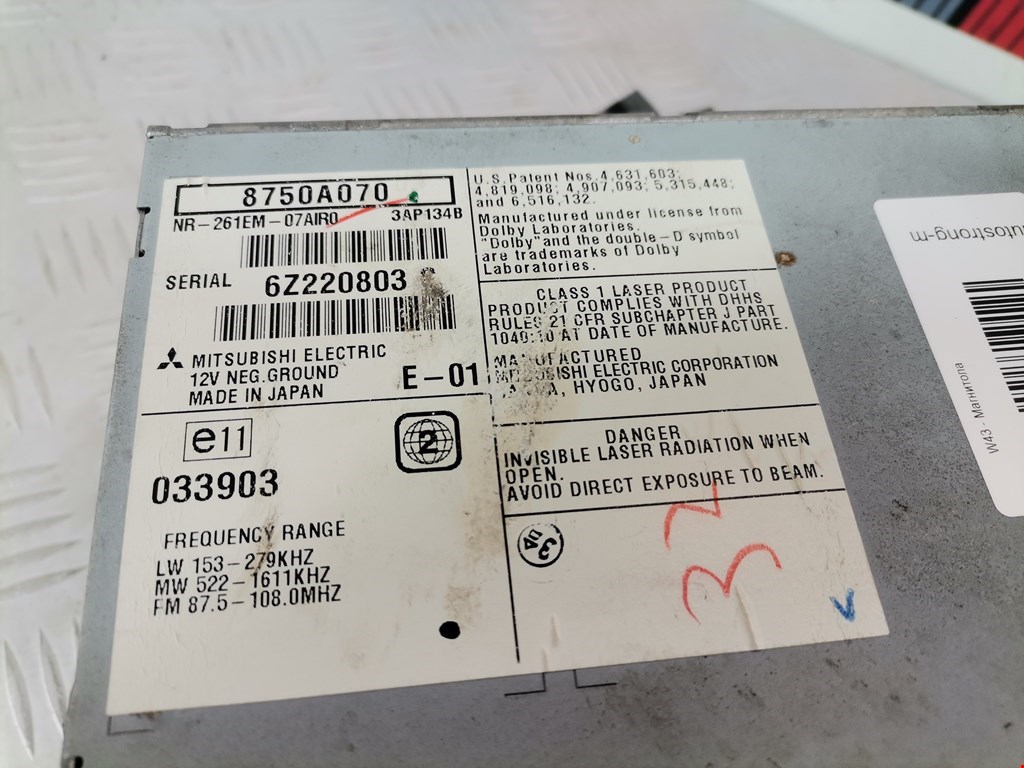 8750A070
NR-261EM-07AIR0 3AP134B
SERIAL 6Z220803
MITSUBISHI ELECTRIC
12V NEG.GROUND
MADE IN JAPAN
E-01
e11
2
033903
FREQUENCY RANGE
LW 153-279KHZ
MW 522-1611KHZ
FM 87.5-108.0MHZ
U.S.Patent Nos.4,631,603;
4,819,098; 4,907,093; 5,315,448;
and 6,516,132.
Manufactured under license from
Dolby Laboratories.
"Dolby" and the double-D symbol
are trademarks of Dolby
Laboratories.
CLASS 1 LASER PRODUCT
PRODUCT COMPLIES WITH DHHS
RULES 21 CFR SUBCHAPTER J PART
1040.10 AT DATE OF MANUFACTURE.
MANUFACTURED
MITSUBISHI ELECTRIC CORPORATION
HYOGO, JAPAN
DANGER
INVISIBLE LASER RADIATION WHEN
OPEN.
AVOID DIRECT EXPOSURE TO BEAM.
32
utostrong-m
W43 - Магнитола